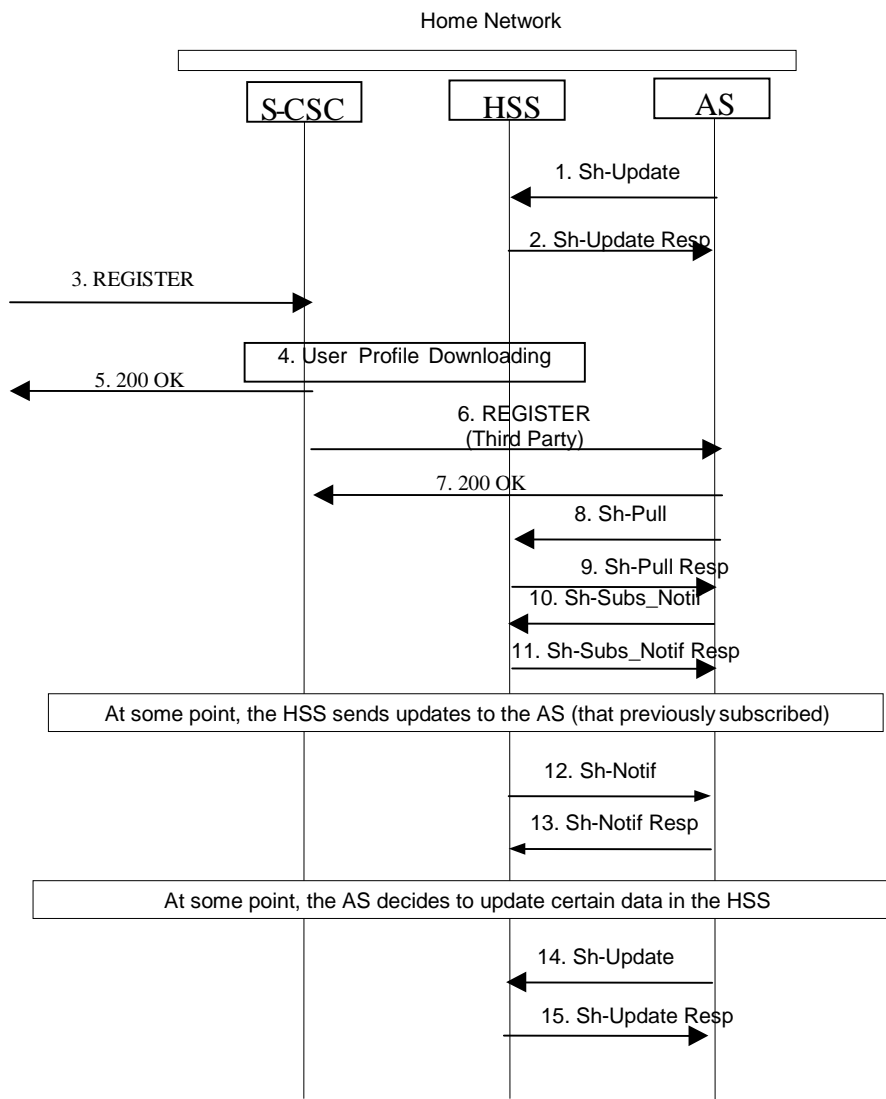 Home Network
S-CSC
HSS
AS
1. Sh-Update
2. Sh-Update Resp
3. REGISTER
4. User Profile Downloading
5. 200 OK
6. REGISTER
(Third Party)
7. 200 OK
8. Sh-Pull
9. Sh-Pull Resp
10. Sh-Subs_Notif
11. Sh-Subs_Notif Resp
At some point, the HSS sends updates to the AS (that previously subscribed)
12. Sh-Notif
13. Sh-Notif Resp
At some point, the AS decides to update certain data in the HSS
14. Sh-Update
15. Sh-Update Resp